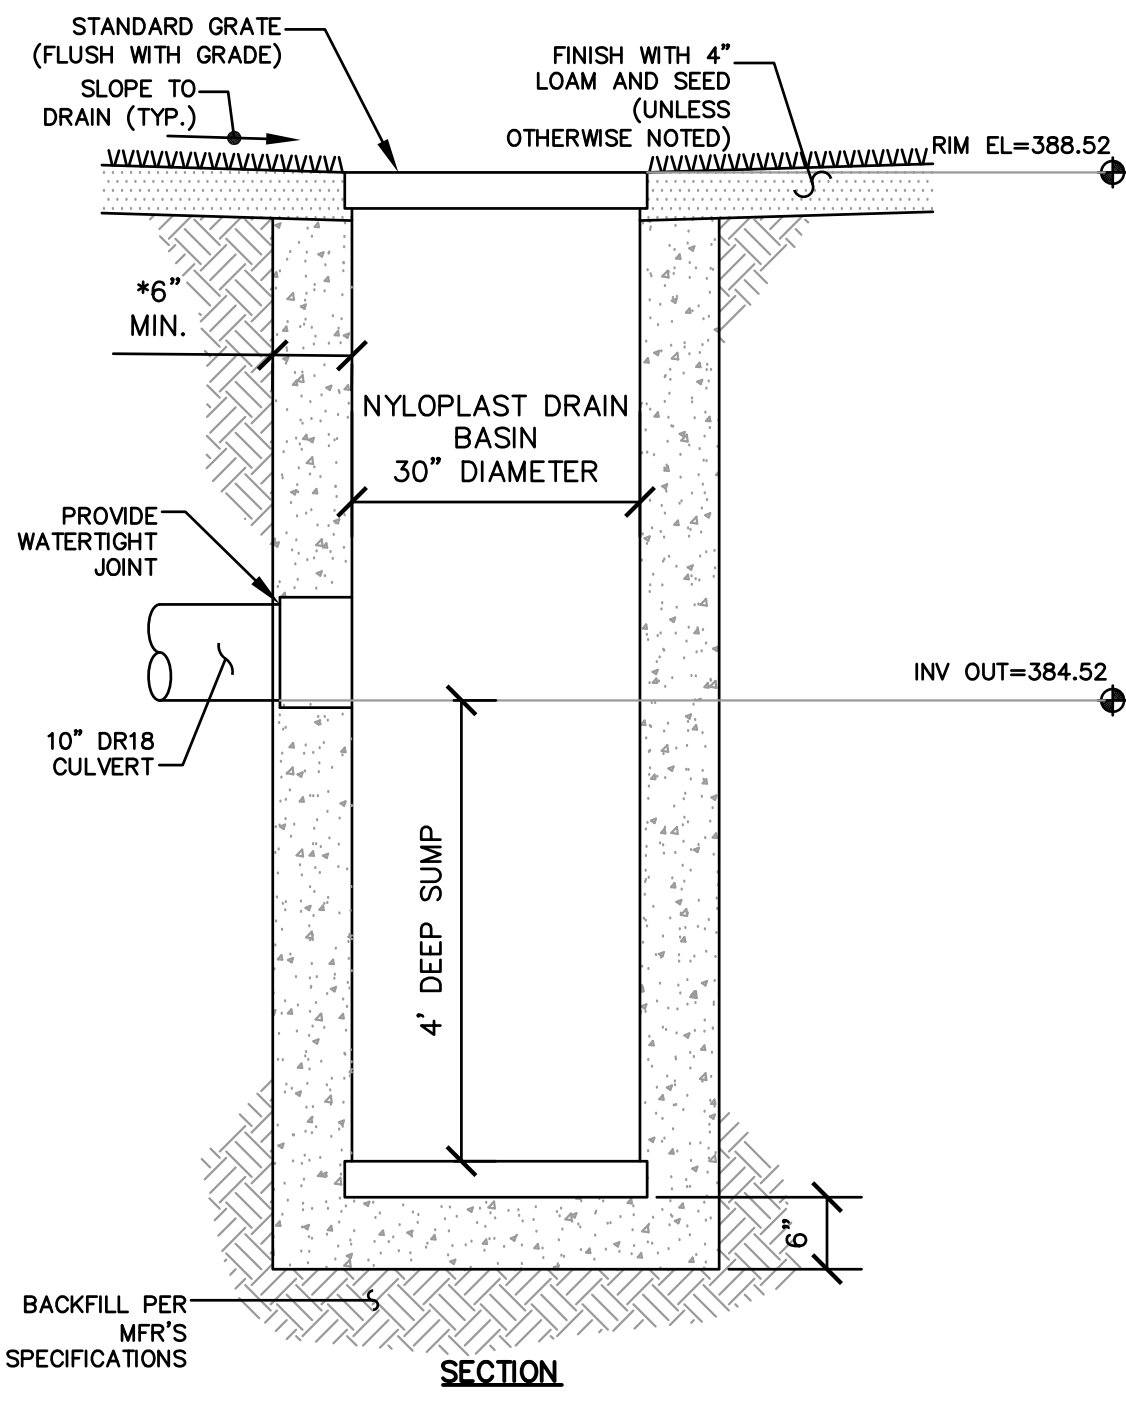 STANDARD GRATE
(FLUSH WITH GRADE)
SLOPE TO
DRAIN (TYP.)
FINISH WITH 4"
LOAM AND SEED
(UNLESS
OTHERWISE NOTED)
RIM EL=388.52
*6"
MIN.
NYLOPLAST DRAIN
BASIN
30" DIAMETER
PROVIDE
WATERTIGHT
JOINT
INV OUT=384.52
10" DR18
CULVERT
4' DEEP SUMP
6"
BACKFILL PER
MFR'S
SPECIFICATIONS
SECTION